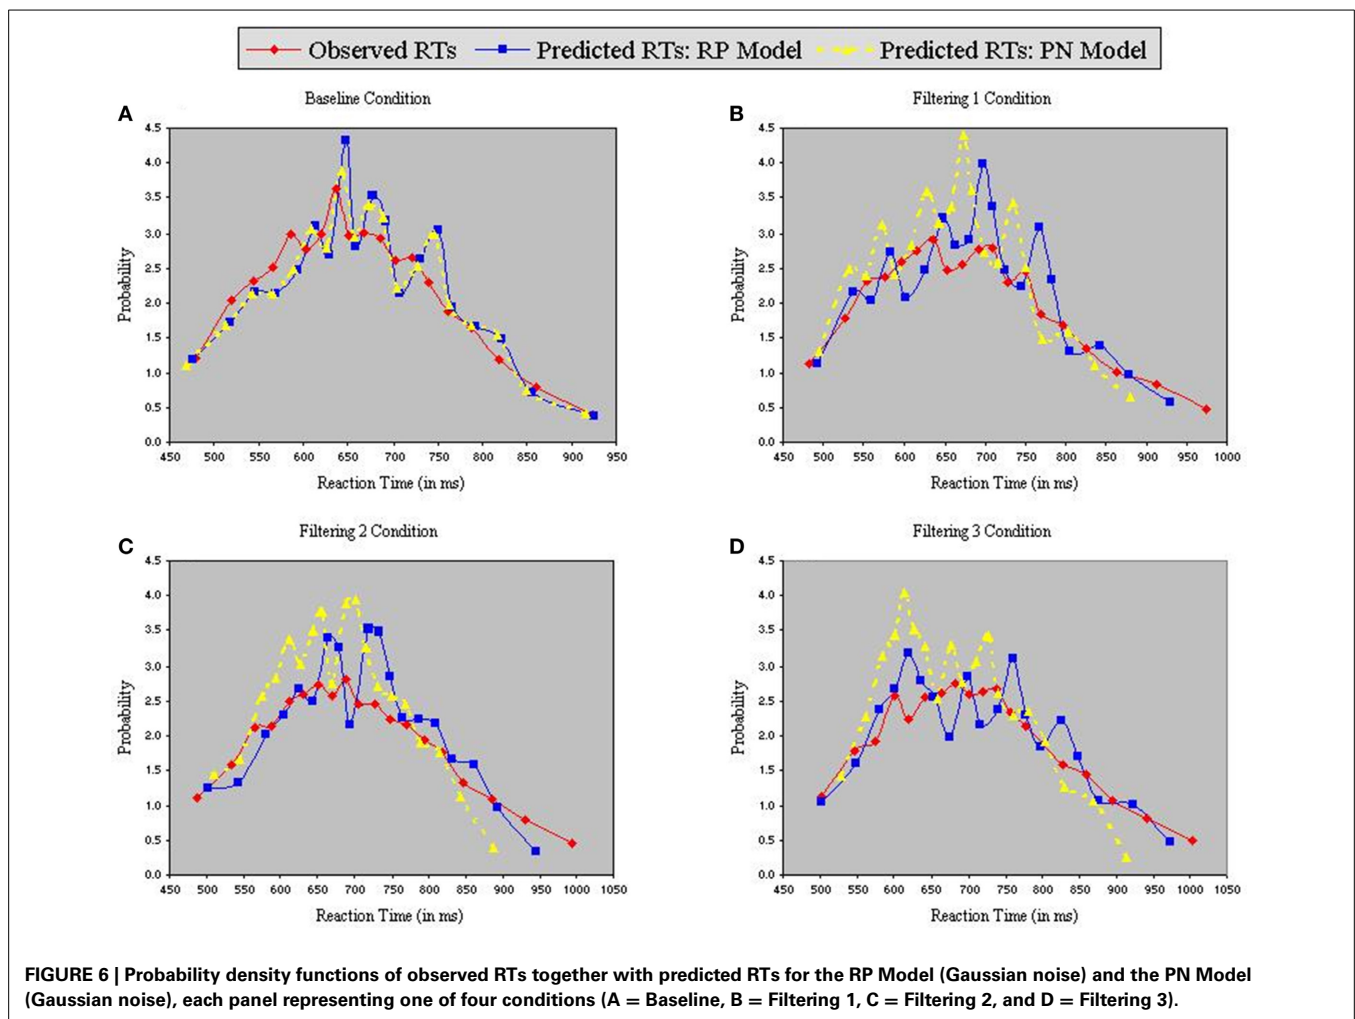 Observed RTs Predicted RTs: RP Model Predicted RTs: PN Model
A
Baseline Condition
Probability
4.5
4.0
3.5
3.0
2.5
2.0
1.5
1.0
0.5
0.0
450 500 550 600 650 700 750 800 850 900 950
Reaction Time (in ms)
B
Filtering 1 Condition
Probability
4.5
4.0
3.5
3.0
2.5
2.0
1.5
1.0
0.5
0.0
450 500 550 600 650 700 750 800 850 900 950 1000
Reaction Time (in ms)
C
Filtering 2 Condition
Probability
4.5
4.0
3.5
3.0
2.5
2.0
1.5
1.0
0.5
0.0
450 500 550 600 650 700 750 800 850 900 950 1000 1050
Reaction Time (in ms)
D
Filtering 3 Condition
Probability
4.5
4.0
3.5
3.0
2.5
2.0
1.5
1.0
0.5
0.0
450 500 550 600 650 700 750 800 850 900 950 1000 1050
Reaction Time (in ms)
FIGURE 6 | Probability density functions of observed RTs together with predicted RTs for the RP Model (Gaussian noise) and the PN Model
(Gaussian noise), each panel representing one of four conditions (A = Baseline, B = Filtering 1, C = Filtering 2, and D = Filtering 3).